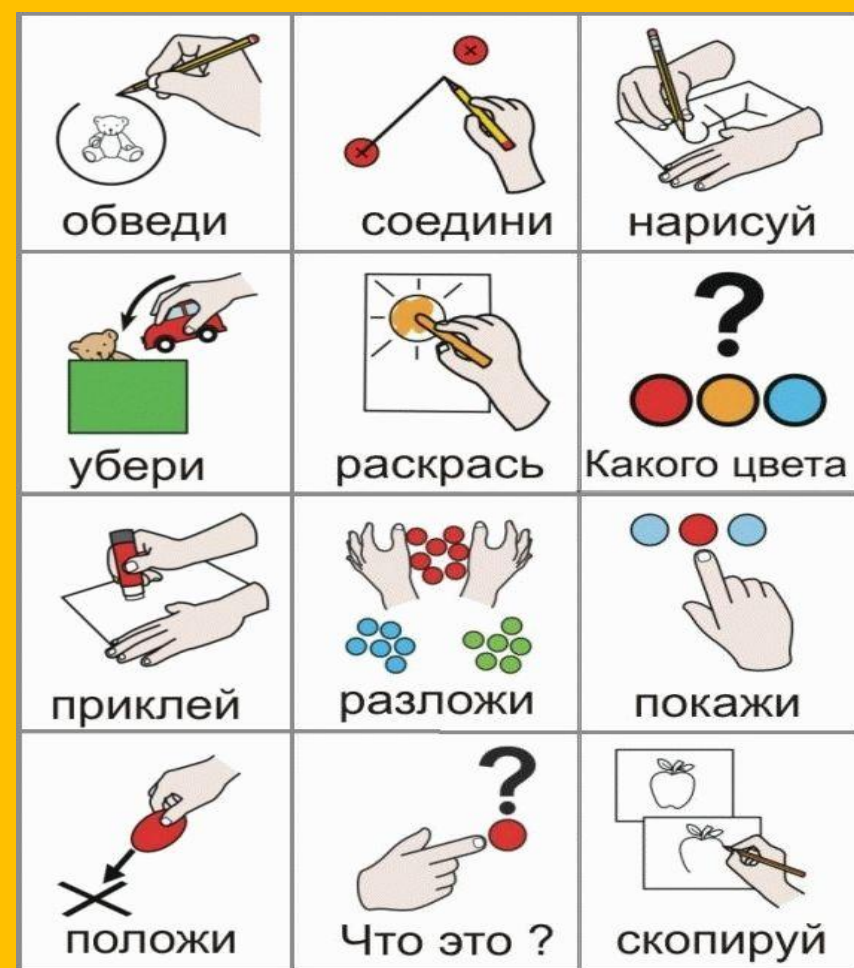 обведи
соедини
нарисуй
убери
раскрась
Какого цвета
приклей
разложи
покажи
положи
Что это ?
скопируй